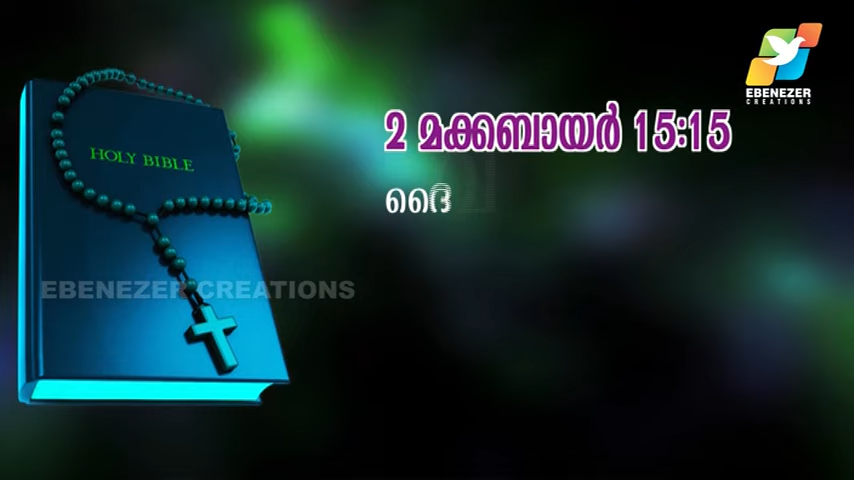 EBENEZER
CREATIONS
2 മക്കബായർ 15:15
HOLY BIBLE
ദൈ
EBENEZER CREATIONS